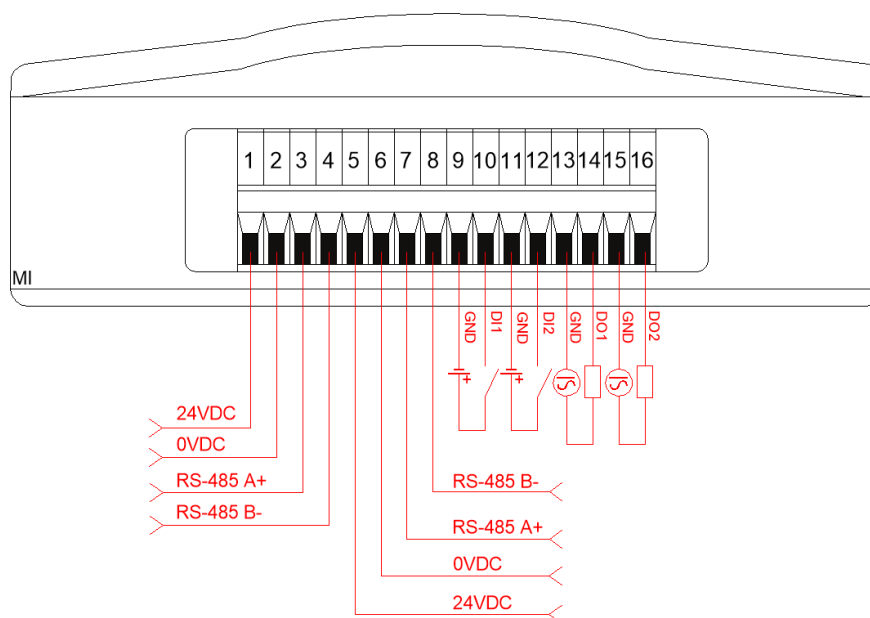 1 2 3 4 5 6 7 8 9 10 11 12 13 14 15 16
MI
GND DI1 GND DI2 GND DO1 GND DO2
+ +
24VDC
0VDC
RS-485 A+
RS-485 B-
RS-485 B-
RS-485 A+
0VDC
24VDC